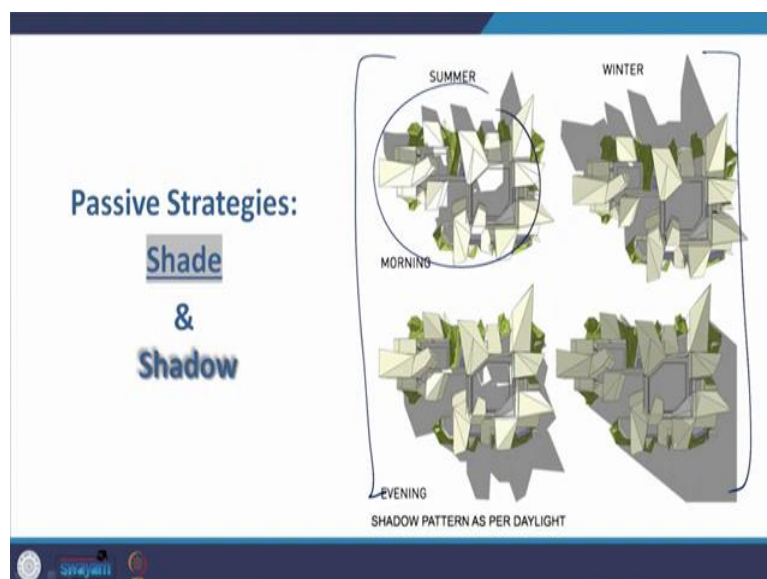 Passive Strategies:
Shade
&
Shadow
SUMMER
WINTER
MORNING
EVENING
SHADOW PATTERN AS PER DAYLIGHT
swayam